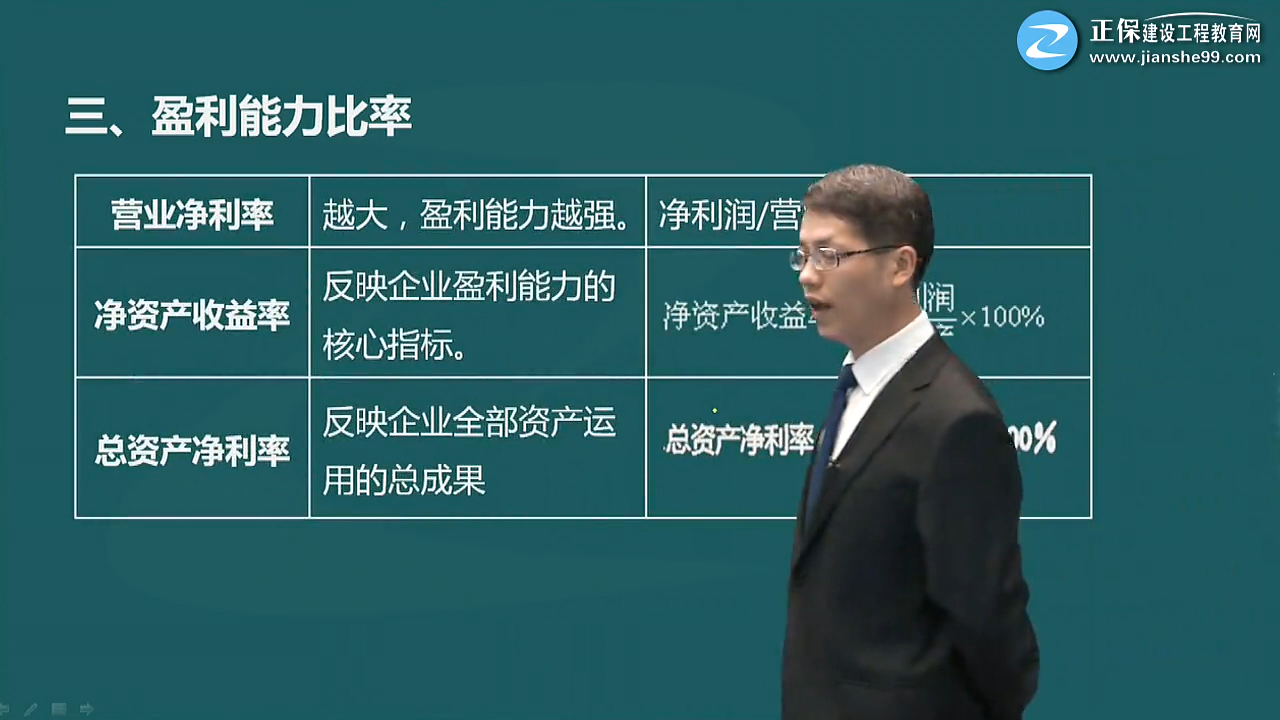 正保建设工程教育网
www.jianshe99.com
三、盈利能力比率
营业净利率
越大，盈利能力越强。
净利润/营
净资产收益率
反映企业盈利能力的
核心指标。
净资产收益
利润
×100%
总资产净利率
反映企业全部资产运
用的总成果
总资产净利率
00%